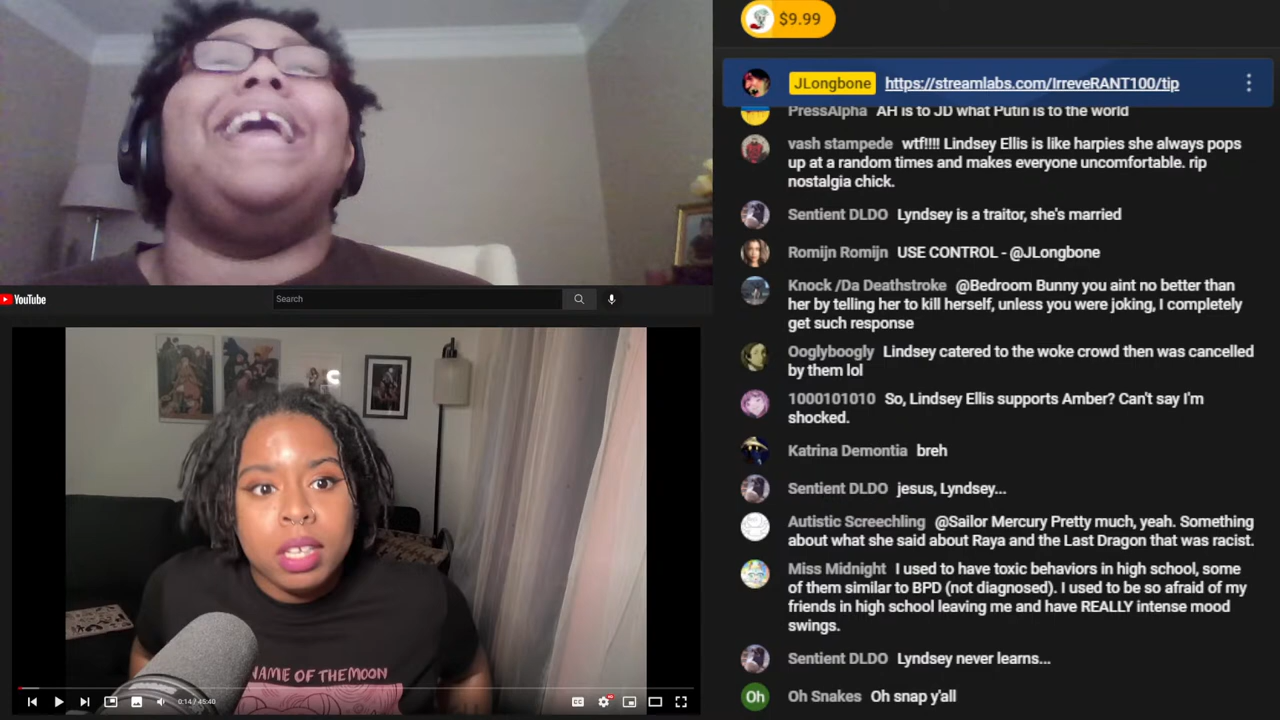 $9.99
JLongbone https://streamlabs.com/IrreveRANT100/tip
PressAlpha AH is to JD what Putin is to the world
vash stampede wtf!!!! Lindsey Ellis is like harpies she always pops
up at a random times and makes everyone uncomfortable. rip
nostalgia chick.
Sentient DLDO Lyndsey is a traitor, she's married
Romijn Romijn USE CONTROL - @JLongbone
Knock /Da Deathstroke @Bedroom Bunny you aint no better than
her by telling her to kill herself, unless you were joking, I completely
get such response
Ooglyboogly Lindsey catered to the woke crowd then was cancelled
by them lol
1000101010 So, Lindsey Ellis supports Amber? Can't say I'm
shocked.
Katrina Demontia breh
Sentient DLDO jesus, Lyndsey...
Autistic Screechling @Sailor Mercury Pretty much, yeah. Something
about what she said about Raya and the Last Dragon that was racist.
Miss Midnight I used to have toxic behaviors in high school, some
of them similar to BPD (not diagnosed). I used to be so afraid of my
friends in high school leaving me and have REALLY intense mood
swings.
Sentient DLDO Lyndsey never learns...
Oh Oh Snakes Oh snap y'all
YouTube
Search
NAME OF THE MOON
0:14 / 45:40
CC